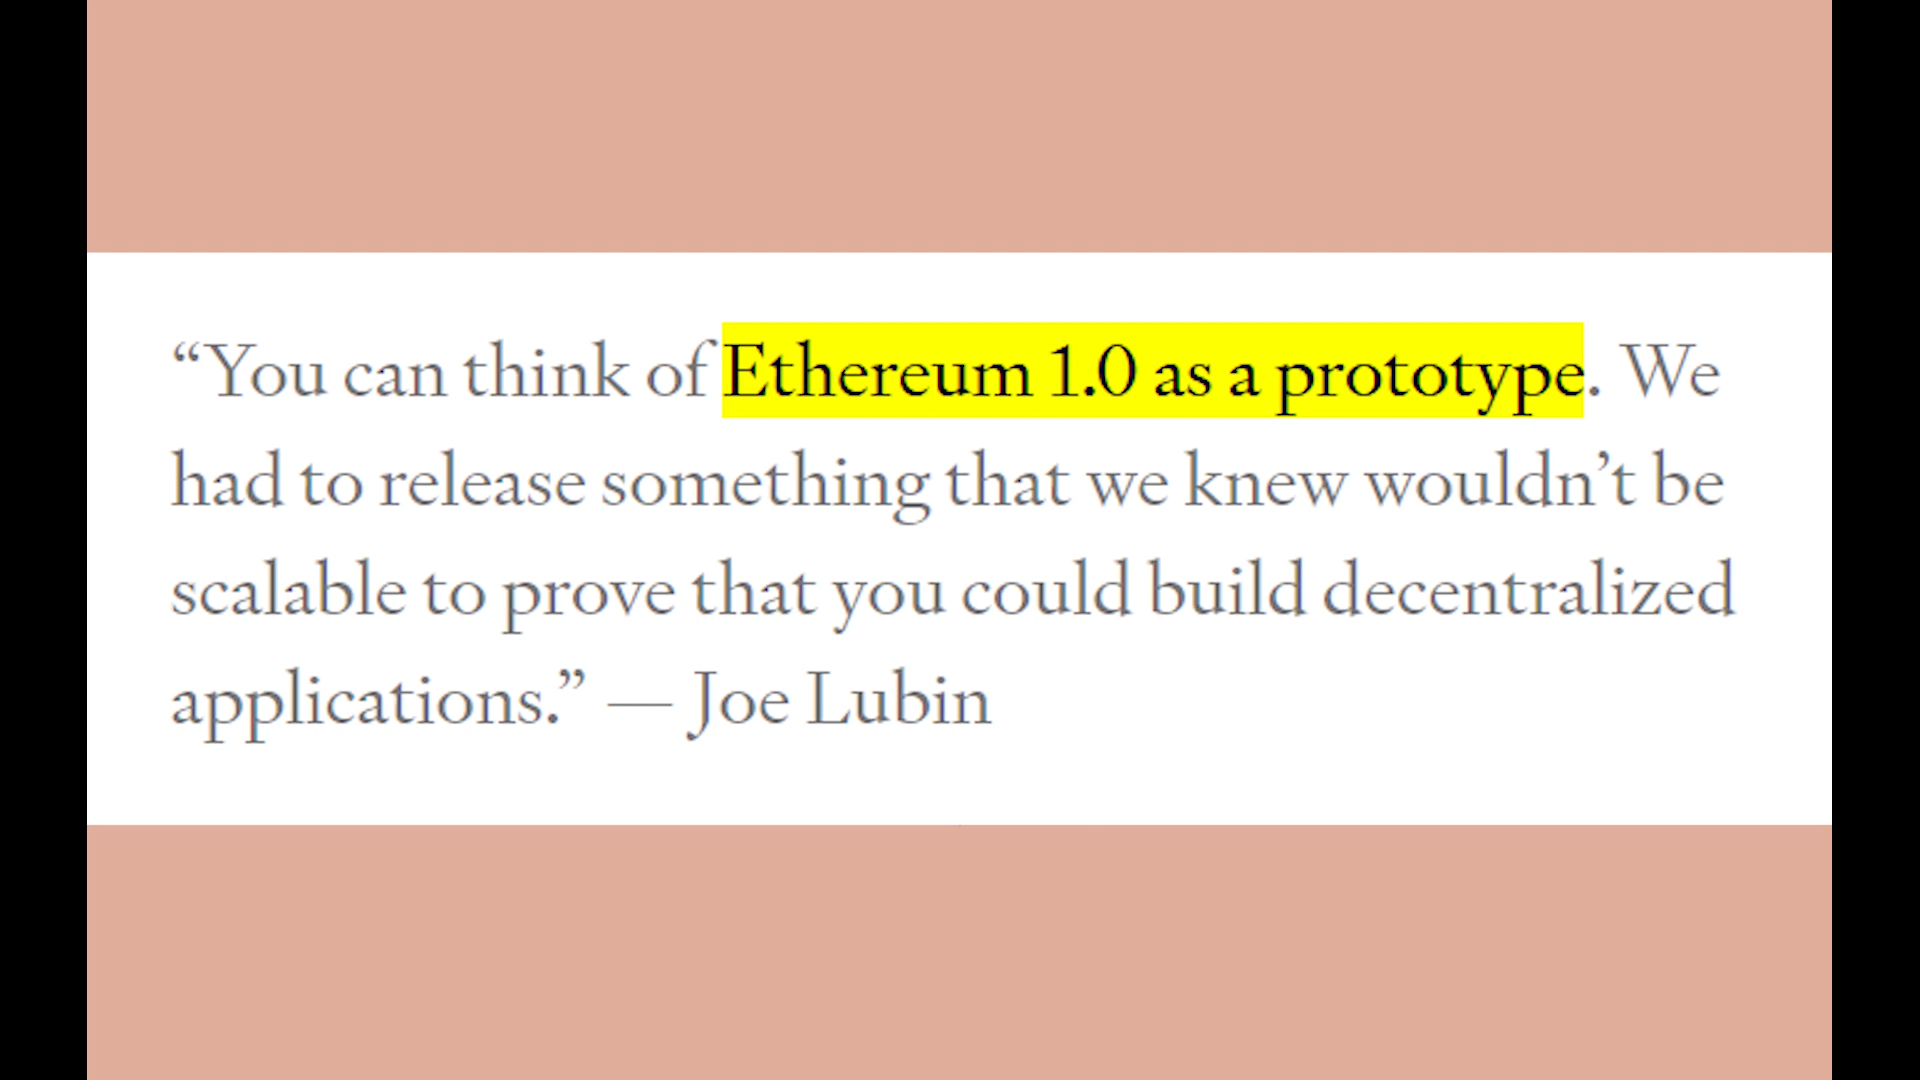 “You can think of Ethereum 1.0 as a prototype. We
had to release something that we knew wouldn’t be
scalable to prove that you could build decentralized
applications.” — Joe Lubin